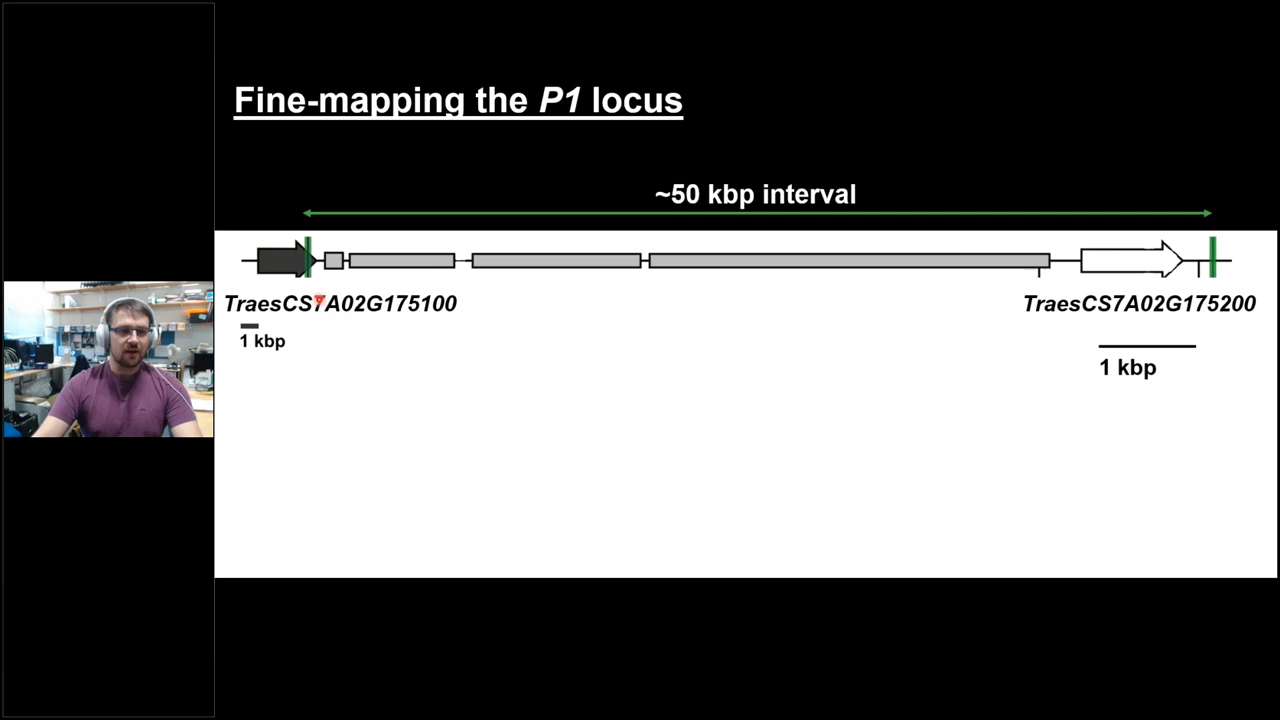 Fine-mapping the P1 locus
~50 kbp interval
TraesCS7A02G175100
TraesCS7A02G175200
1 kbp
1 kbp